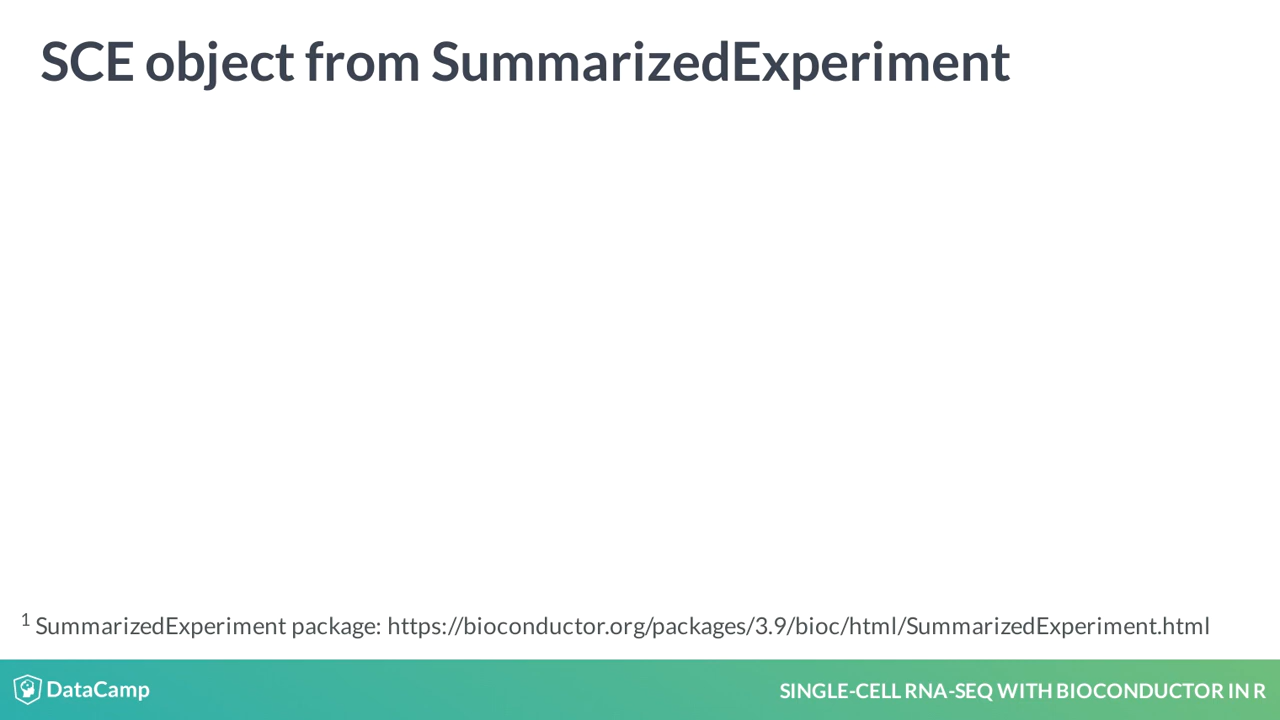 SCE object from SummarizedExperiment
1 SummarizedExperiment package: https://bioconductor.org/packages/3.9/bioc/html/SummarizedExperiment.html
DataCamp
SINGLE-CELL RNA-SEQ WITH BIOCONDUCTOR IN R